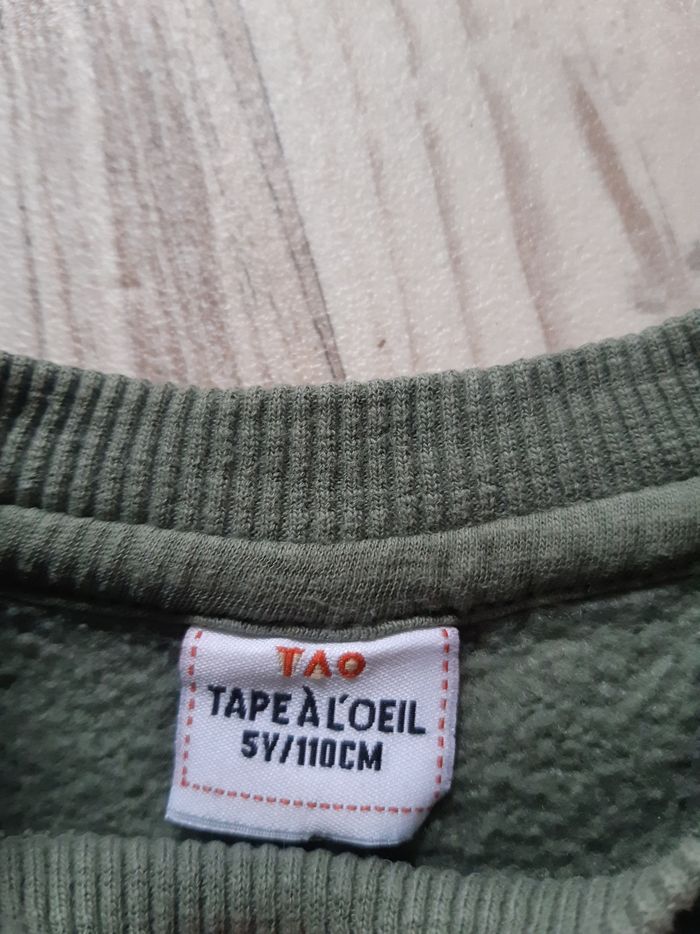 TAO
TAPE À L'OEIL
5Y/110CM